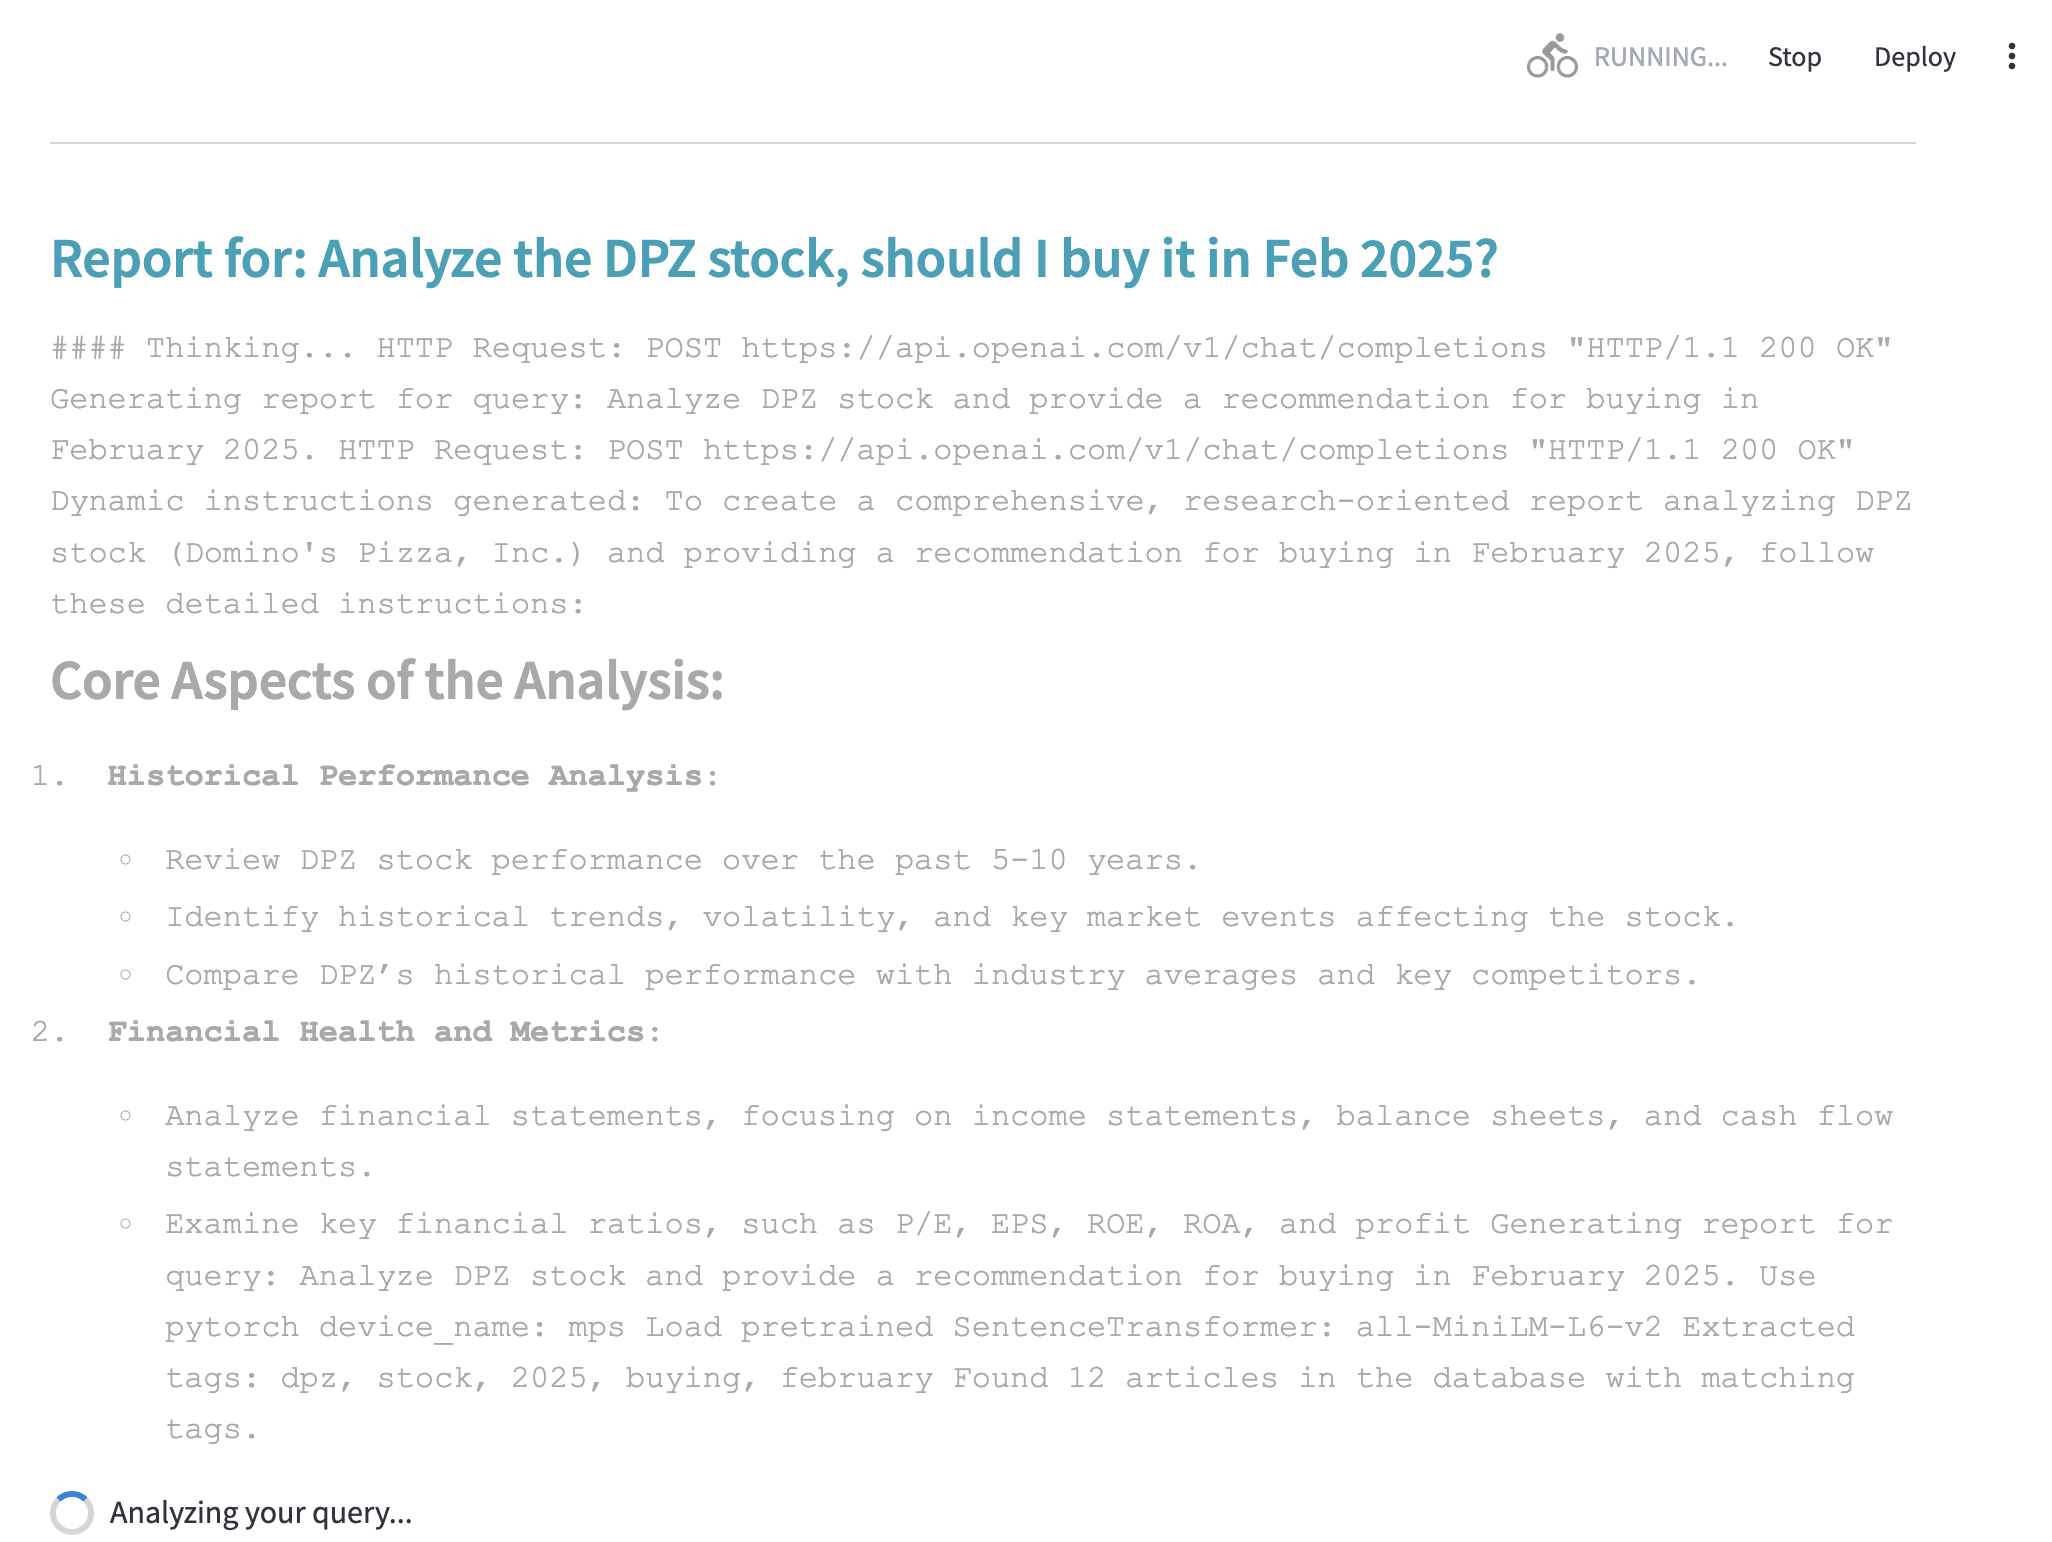 RUNNING... Stop Deploy
Report for: Analyze the DPZ stock, should I buy it in Feb 2025?
#### Thinking... HTTP Request: POST https://api.openai.com/v1/chat/completions "HTTP/1.1 200 OK"
Generating report for query: Analyze DPZ stock and provide a recommendation for buying in
February 2025. HTTP Request: POST https://api.openai.com/v1/chat/completions "HTTP/1.1 200 OK"
Dynamic instructions generated: To create a comprehensive, research-oriented report analyzing DPZ
stock (Domino's Pizza, Inc.) and providing a recommendation for buying in February 2025, follow
these detailed instructions:
Core Aspects of the Analysis:
1. Historical Performance Analysis:
◦ Review DPZ stock performance over the past 5-10 years.
◦ Identify historical trends, volatility, and key market events affecting the stock.
◦ Compare DPZ’s historical performance with industry averages and key competitors.
2. Financial Health and Metrics:
◦ Analyze financial statements, focusing on income statements, balance sheets, and cash flow
statements.
◦ Examine key financial ratios, such as P/E, EPS, ROE, ROA, and profit Generating report for
query: Analyze DPZ stock and provide a recommendation for buying in February 2025. Use
pytorch device_name: mps Load pretrained SentenceTransformer: all-MiniLM-L6-v2 Extracted
tags: dpz, stock, 2025, buying, february Found 12 articles in the database with matching
tags.
Analyzing your query...